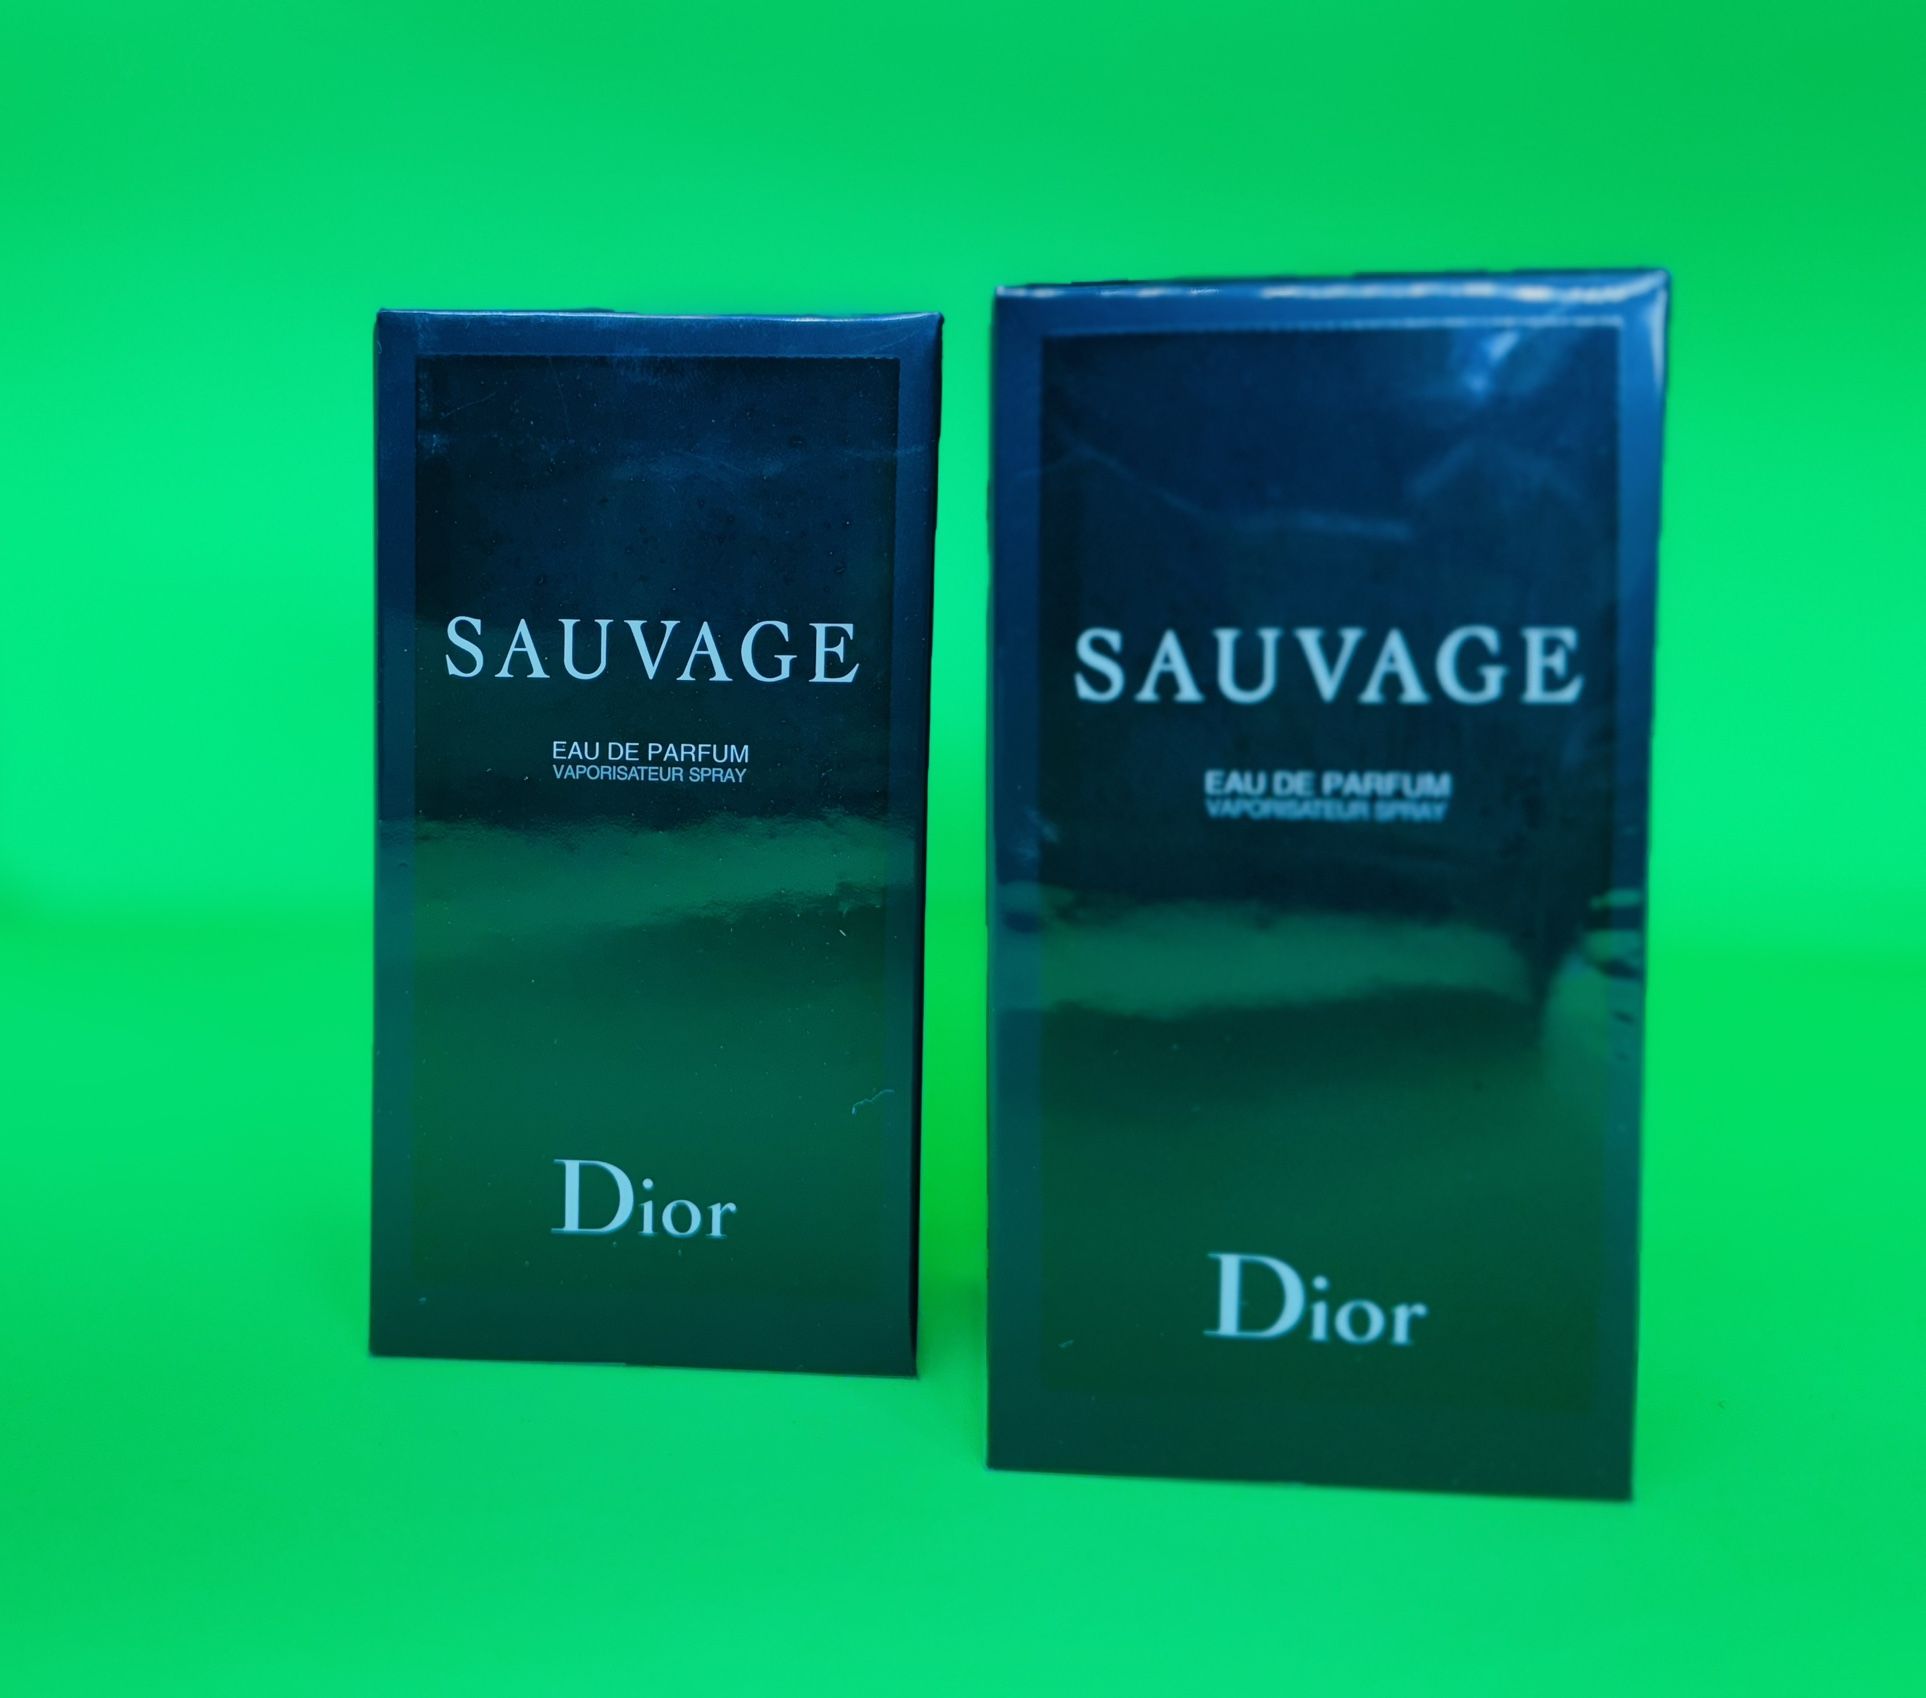 SAUVAGE
EAU DE PARFUM
VAPORISATEUR SPRAY
Dior
SAUVAGE
EAU DE PARFUM
VAPORISATEUR SPRAY
Dior